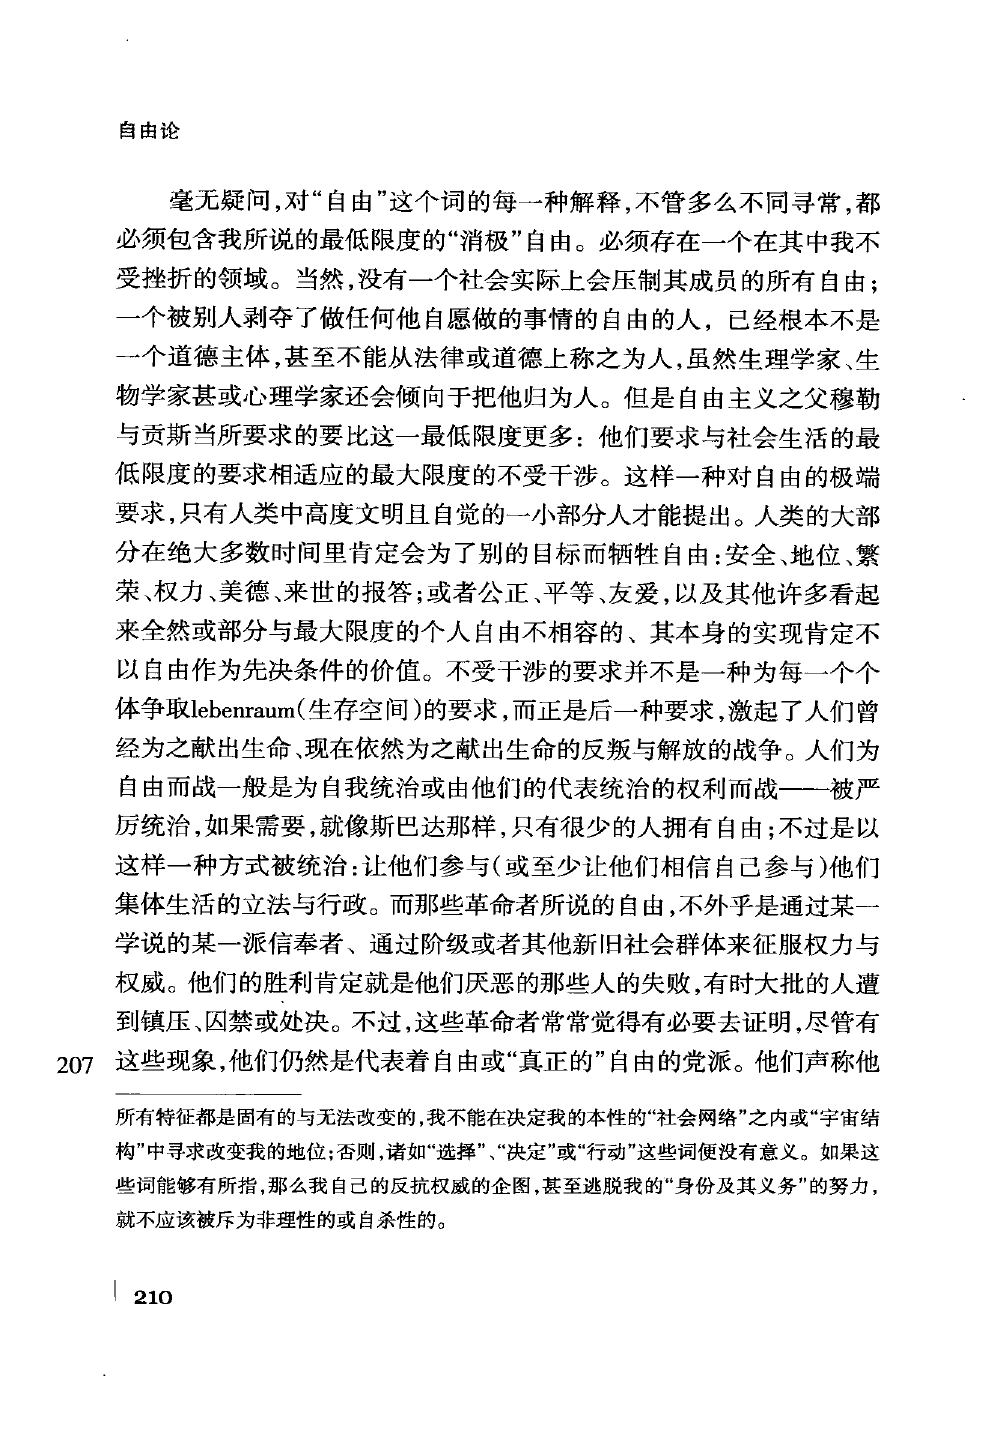 自由论
毫无疑问,对“自由”这个词的每一种解释,不管多么不同寻常,都
必须包含我所说的最低限度的“消极”自由。必须存在一个在其中我不
受挫折的领域。当然,没有一个社会实际上会压制其成员的所有自由;
一个被别人剥夺了做任何他自愿做的事情的自由的人,已经根本不是
一个道德主体,甚至不能从法律或道德上称之为人,虽然生理学家、生
物学家甚或心理学家还会倾向于把他归为人。但是自由主义之父穆勒
与贡斯当所要求的要比这一最低限度更多:他们要求与社会生活的最
低限度的要求相适应的最大限度的不受干涉。这样一种对自由的极端
要求,只有人类中高度文明且自觉的一小部分人才能提出。人类的大部
分在绝大多数时间里肯定会为了别的目标而牺牲自由:安全、地位、繁
荣、权力、美德、来世的报答;或者公正、平等、友爱,以及其他许多看起
来全然或部分与最大限度的个人自由不相容的、其本身的实现肯定不
以自由作为先决条件的价值。不受干涉的要求并不是一种为每一个个
体争取lebenraum(生存空间)的要求,而正是后一种要求,激起了人们曾
经为之献出生命、现在依然为之献出生命的反叛与解放的战争。人们为
自由而战一般是为自我统治或由他们的代表统治的权利而战——被严
厉统治,如果需要,就像斯巴达那样,只有很少的人拥有自由;不过是以
这样一种方式被统治:让他们参与(或至少让他们相信自己参与)他们
集体生活的立法与行政。而那些革命者所说的自由,不外乎是通过某一
学说的某一派信奉者、通过阶级或者其他新旧社会群体来征服权力与
权威。他们的胜利肯定就是他们厌恶的那些人的失败,有时大批的人遭
到镇压、囚禁或处决。不过,这些革命者常常觉得有必要去证明,尽管有
207 这些现象,他们仍然是代表着自由或“真正的”自由的党派。他们声称他
所有特征都是固有的与无法改变的,我不能在决定我的本性的“社会网络”之内或“宇宙结
构”中寻求改变我的地位;否则,诸如“选择”、“决定”或“行动”这些词便没有意义。如果这
些词能够有所指,那么我自己的反抗权威的企图,甚至逃脱我的“身份及其义务”的努力,
就不应该被斥为非理性的或自杀性的。
210